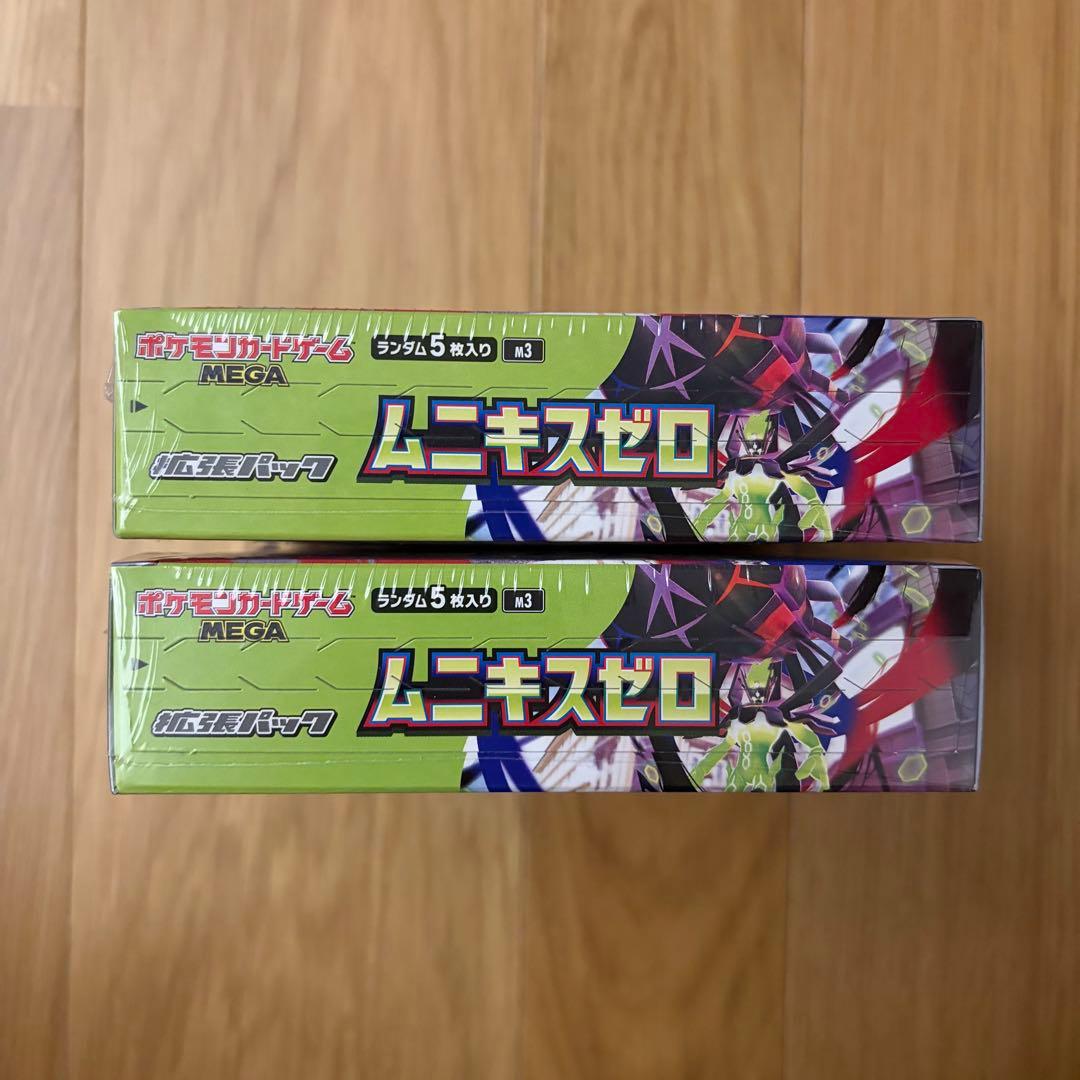 ポケモンカードゲーム
MEGA
ランダム5枚入り
M3
ムニキスゼロ
拡張パック
ポケモンカードゲーム
MEGA
ランダム5枚入り
M3
ムニキスゼロ
拡張パック